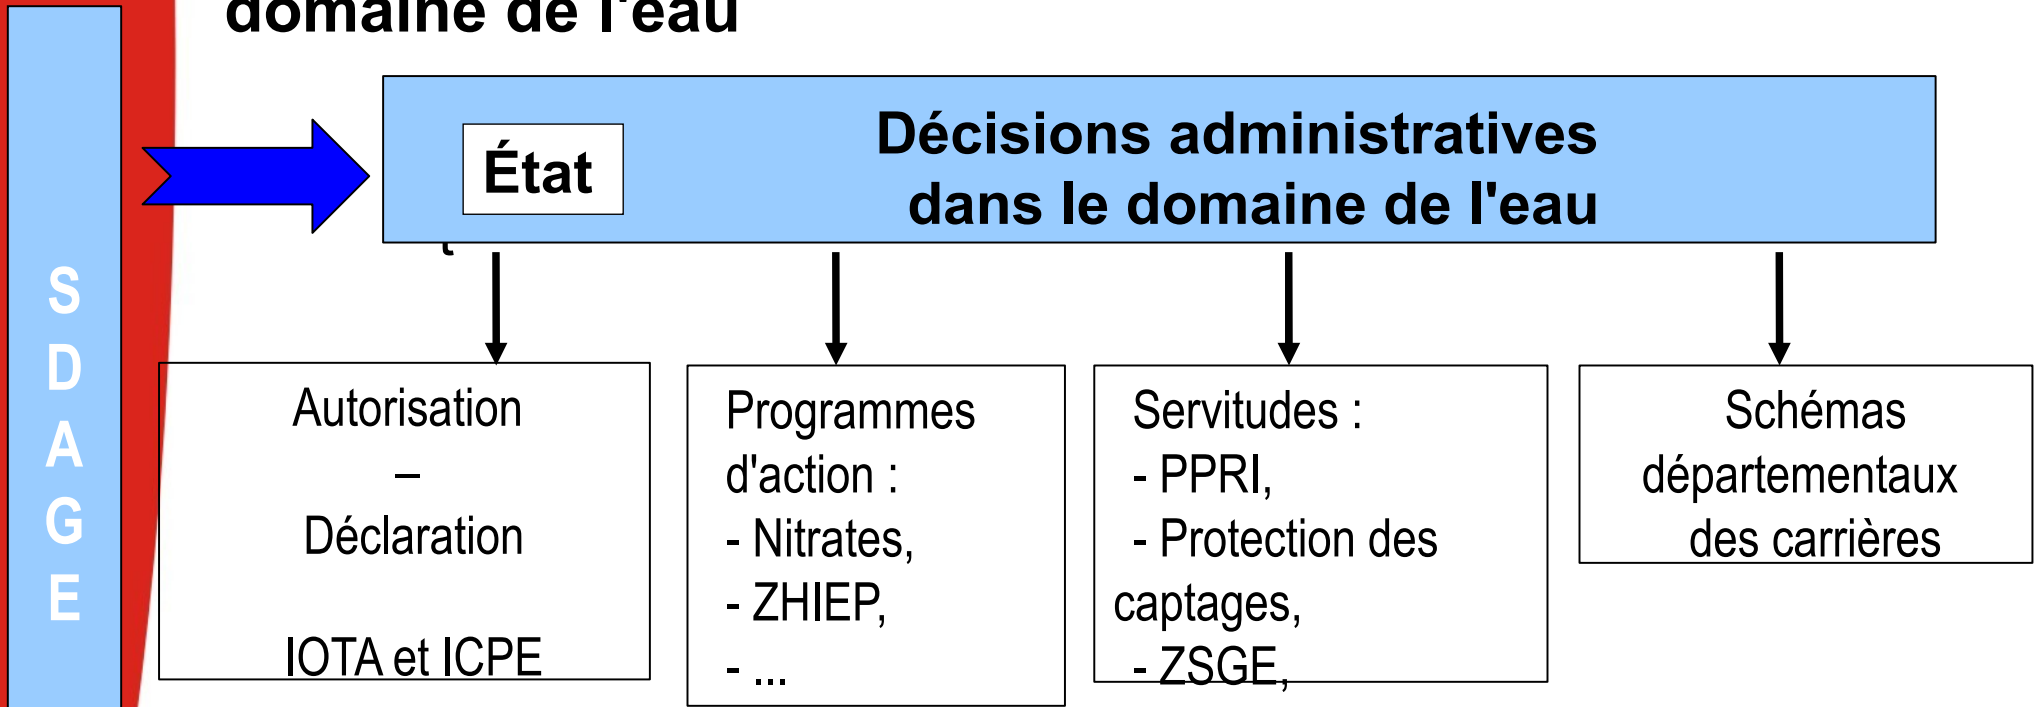 domaine de l'eau
État
Décisions administratives
dans le domaine de l'eau
S
D
A
G
E
Autorisation
–
Déclaration
IOTA et ICPE
Programmes
d'action :
- Nitrates,
- ZHIEP,
- ...
Servitudes :
- PPRI,
- Protection des
captages,
- ZSGE,
Schémas
départementaux
des carrières